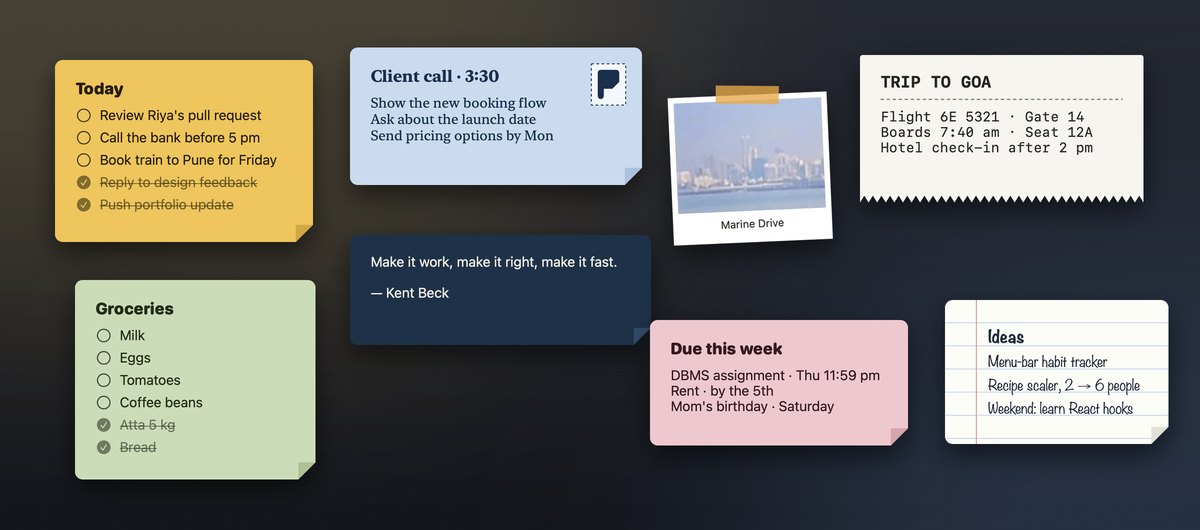 Today
Review Riya's pull request
Call the bank before 5 pm
Book train to Pune for Friday
Reply to design feedback
Push portfolio update
Client call · 3:30
Show the new booking flow
Ask about the launch date
Send pricing options by Mon
Marine Drive
TRIP TO GOA
Flight 6E 5321 · Gate 14
Boards 7:40 am · Seat 12A
Hotel check-in after 2 pm
Groceries
Milk
Eggs
Tomatoes
Coffee beans
Atta 5 kg
Bread
Make it work, make it right, make it fast.
— Kent Beck
Due this week
DBMS assignment · Thu 11:59 pm
Rent · by the 5th
Mom's birthday · Saturday
Ideas
Menu-bar habit tracker
Recipe scaler, 2 → 6 people
Weekend: learn React hooks